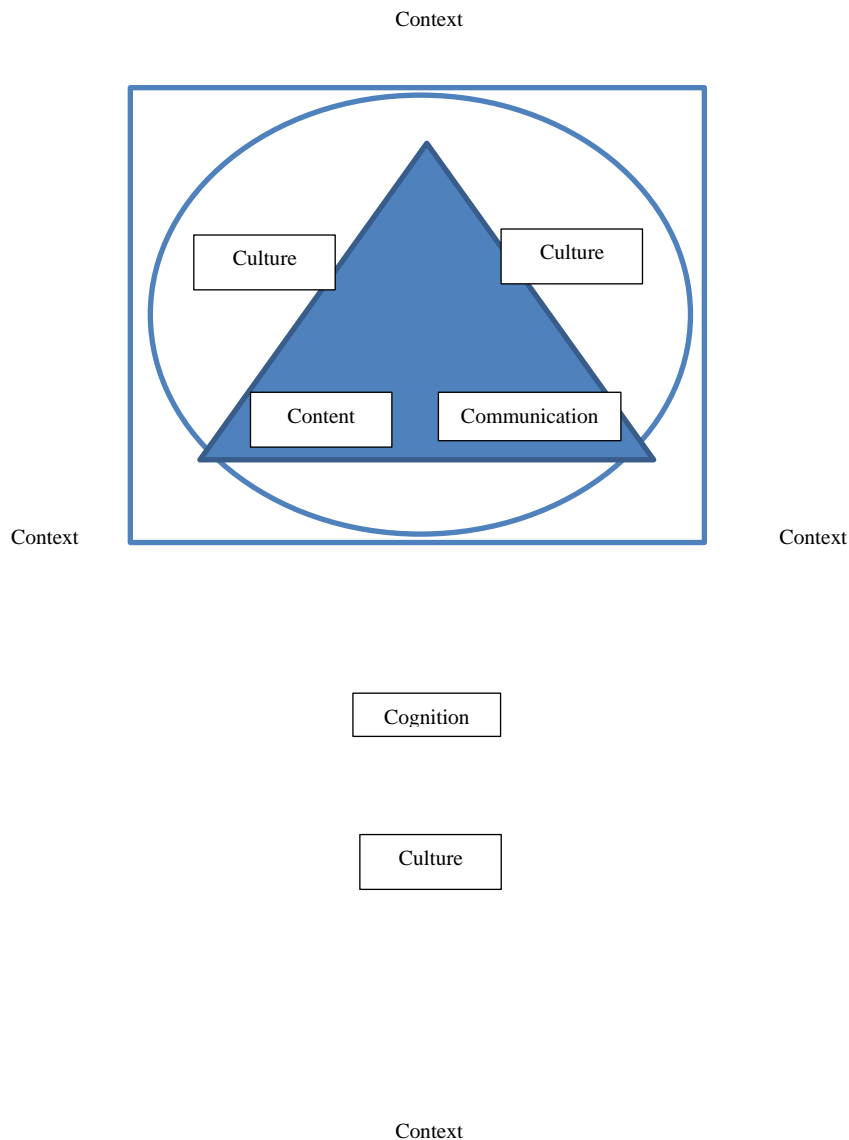 Context
Culture
Culture
Content
Communication
Context
Context
Cognition
Culture
Context